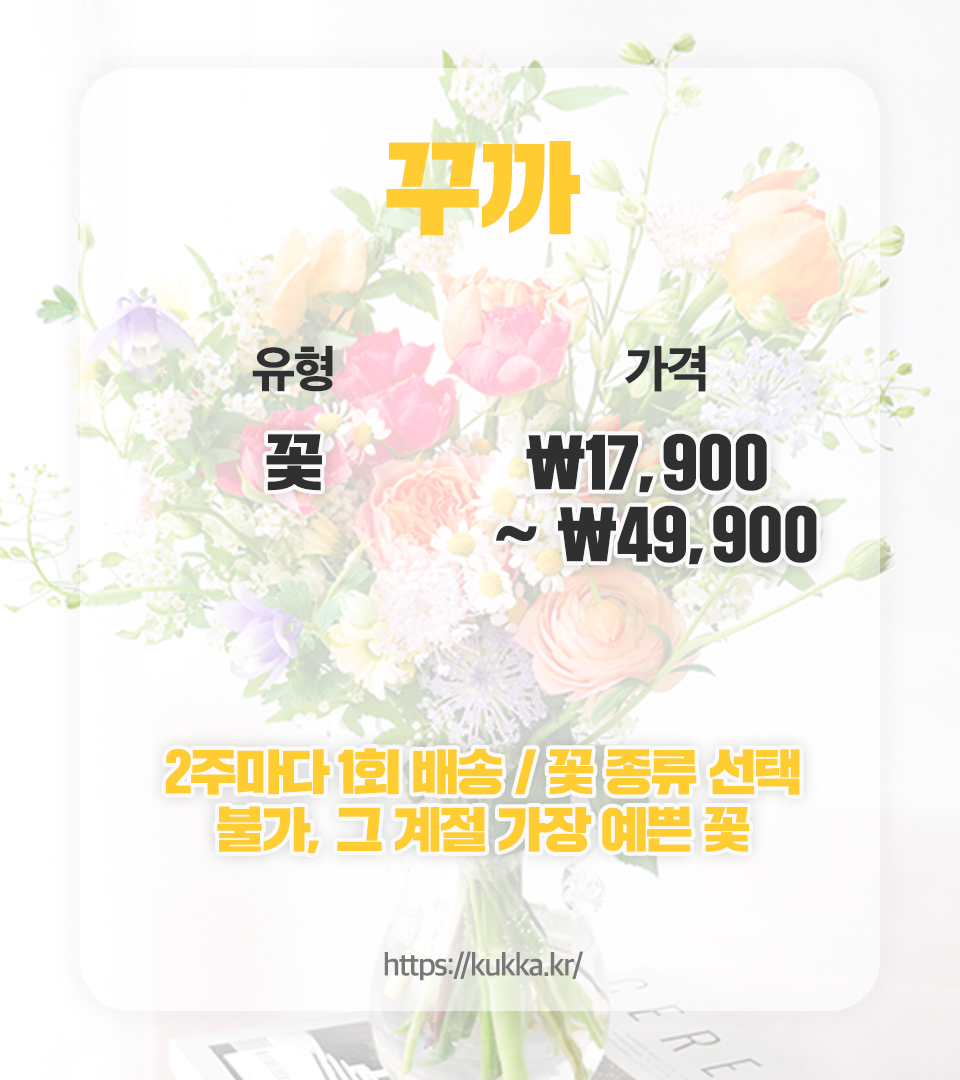 꾸까
유형 가격
꽃 ₩17,900
~ ₩49,900
2주마다 1회 배송 / 꽃 종류 선택
불가, 그 계절 가장 예쁜 꽃
https://kukka.kr/
CERE